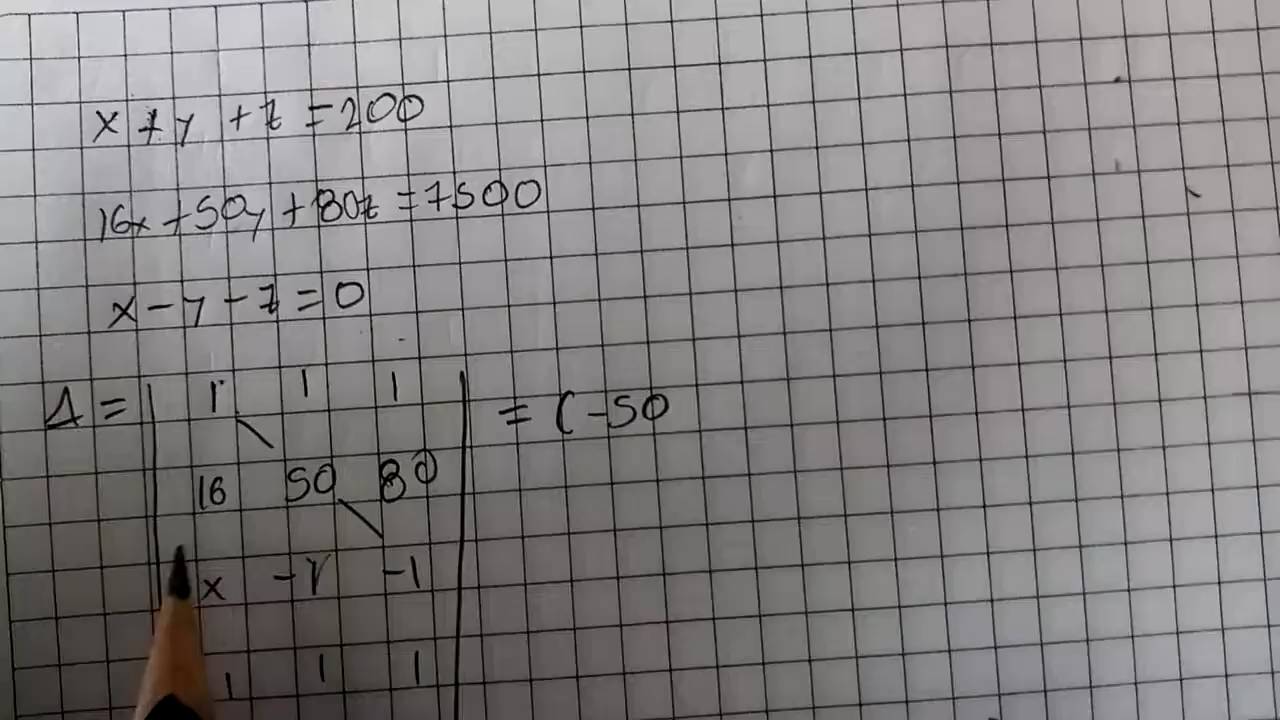 x + y + z = 200
16x + 50y + 80z = 7500
x - y - z = 0
Δ = | 1 1 1 | = (-50
16 50 80
x -1 -1
1 1 1